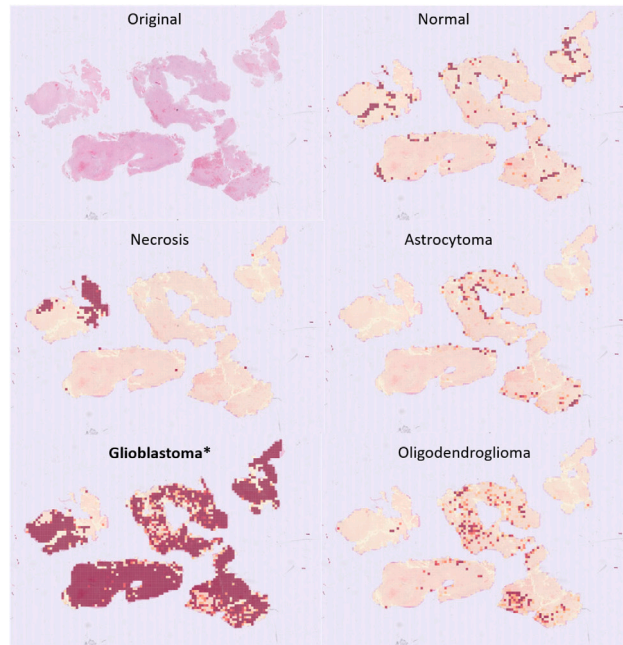 Original
Normal
Necrosis
Astrocytoma
Glioblastoma*
Oligodendroglioma